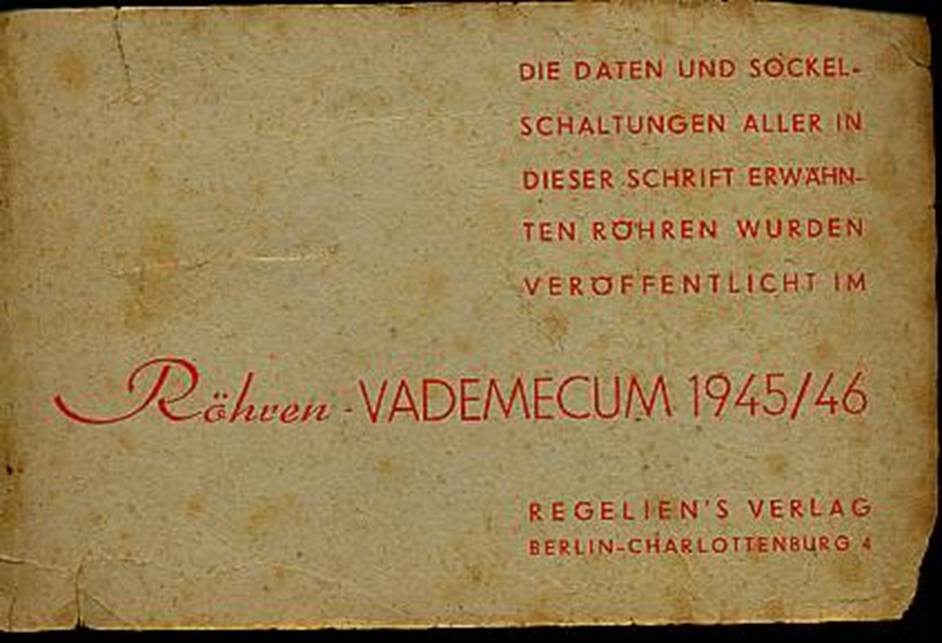 DIE DATEN UND SOCKEL-
SCHALTUNGEN ALLER IN
DIESER SCHRIFT ERWÄHN-
TEN RÖHREN WURDEN
VERÖFFENTLICHT IM
Röhren-VADEMECUM 1945/46
REGELIEN'S VERLAG
BERLIN-CHARLOTTENBURG 4